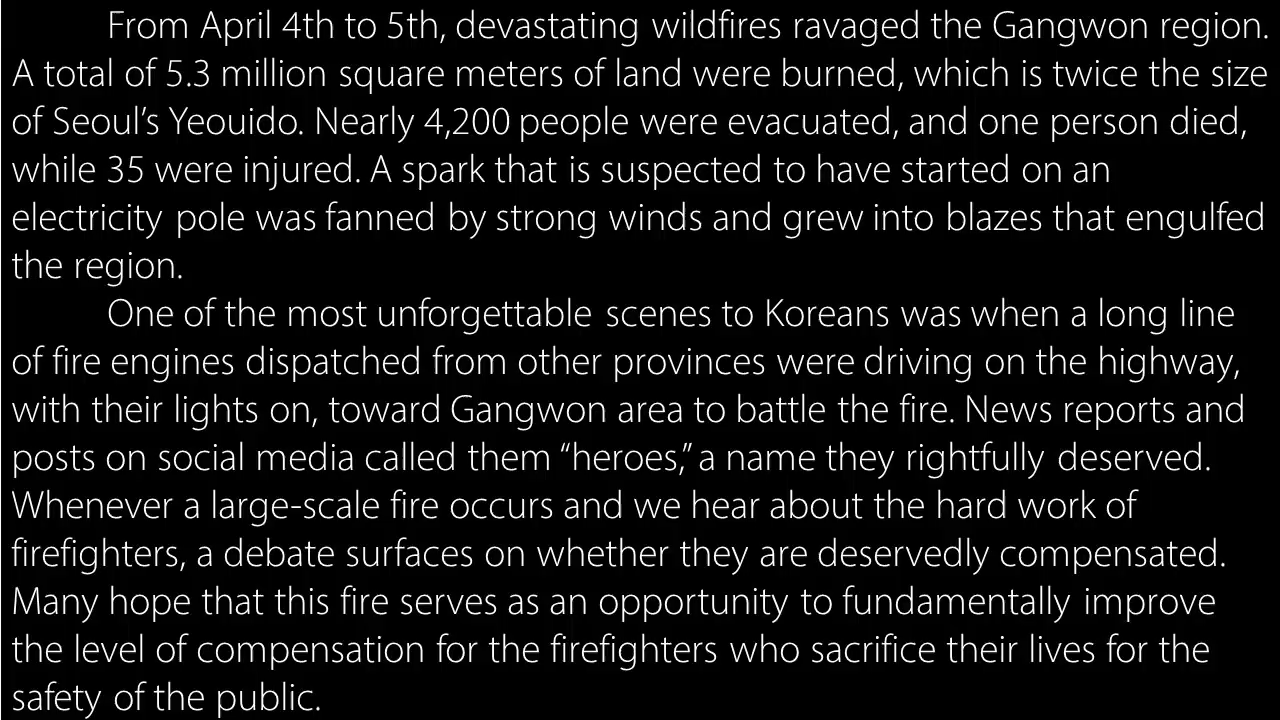 From April 4th to 5th, devastating wildfires ravaged the Gangwon region.
A total of 5.3 million square meters of land were burned, which is twice the size
of Seoul’s Yeouido. Nearly 4,200 people were evacuated, and one person died,
while 35 were injured. A spark that is suspected to have started on an
electricity pole was fanned by strong winds and grew into blazes that engulfed
the region.
One of the most unforgettable scenes to Koreans was when a long line
of fire engines dispatched from other provinces were driving on the highway,
with their lights on, toward Gangwon area to battle the fire. News reports and
posts on social media called them “heroes,” a name they rightfully deserved.
Whenever a large-scale fire occurs and we hear about the hard work of
firefighters, a debate surfaces on whether they are deservedly compensated.
Many hope that this fire serves as an opportunity to fundamentally improve
the level of compensation for the firefighters who sacrifice their lives for the
safety of the public.